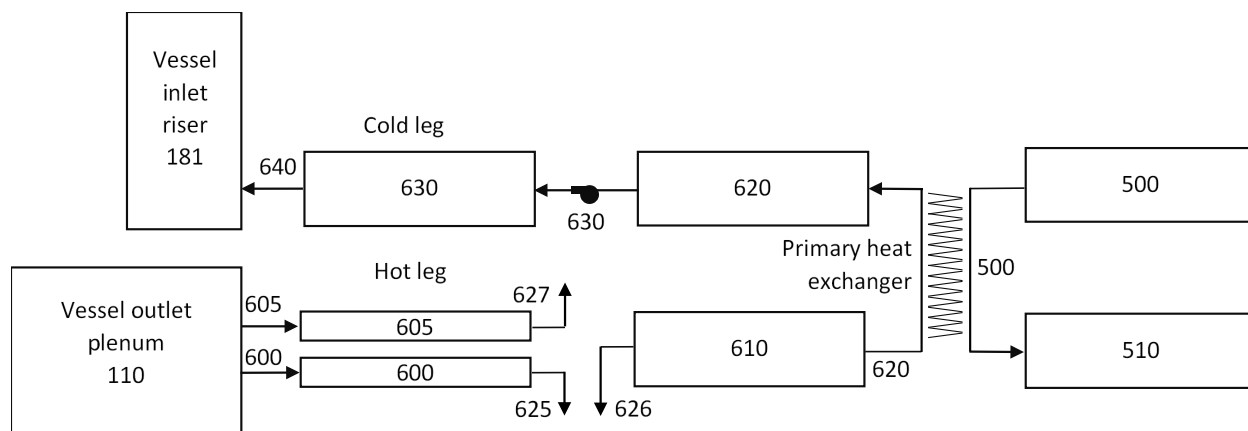 Vessel
inlet
riser
181
Cold leg
640
630
630
620
500
Primary heat
exchanger
500
Hot leg
Vessel outlet
plenum
110
605
605
627
600
600
625
626
610
620
510